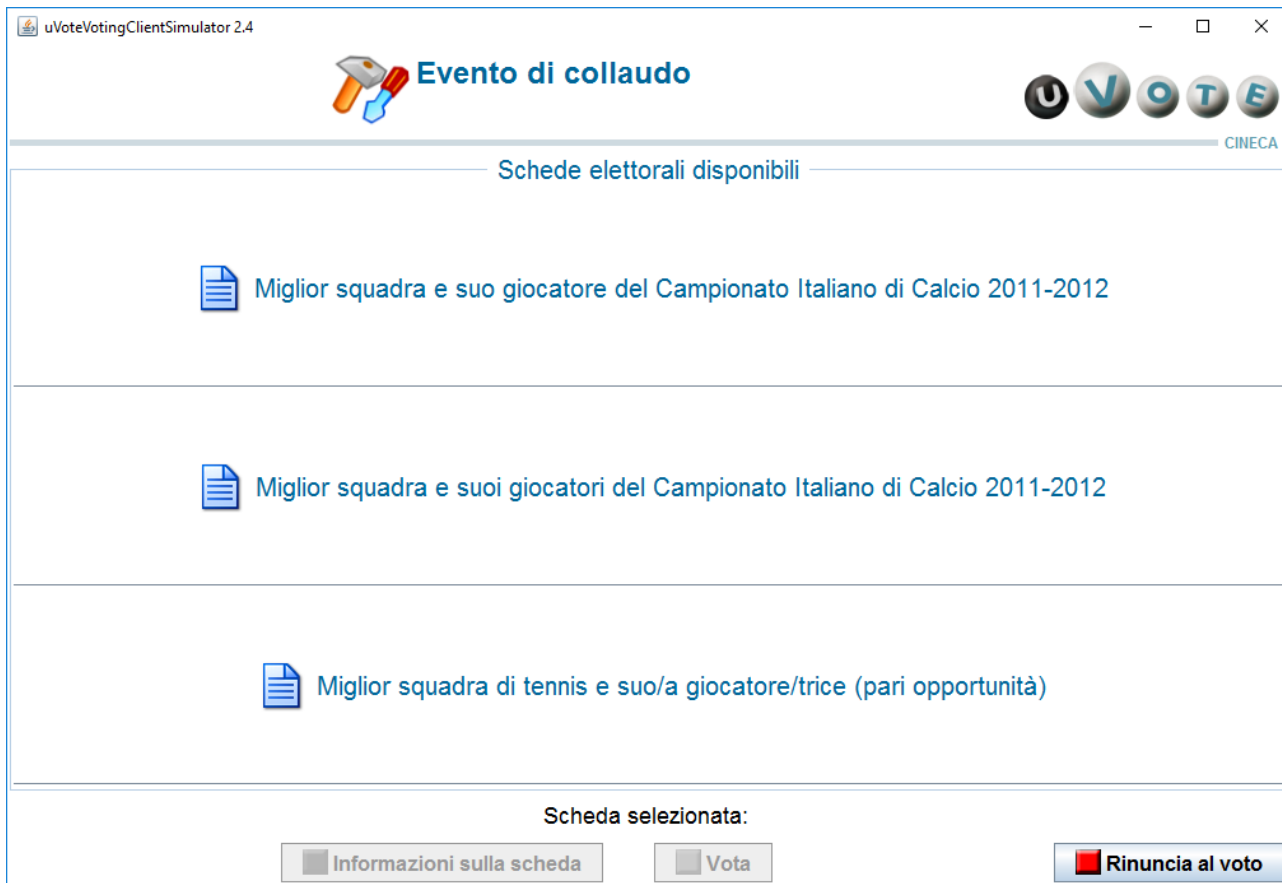 uVoteVotingClientSimulator 2.4
Evento di collaudo
U VOTE
CINECA
Schede elettorali disponibili
Miglior squadra e suo giocatore del Campionato Italiano di Calcio 2011-2012
Miglior squadra e suoi giocatori del Campionato Italiano di Calcio 2011-2012
Miglior squadra di tennis e suo/a giocatore/trice (pari opportunità)
Scheda selezionata:
Informazioni sulla scheda Vota Rinuncia al voto